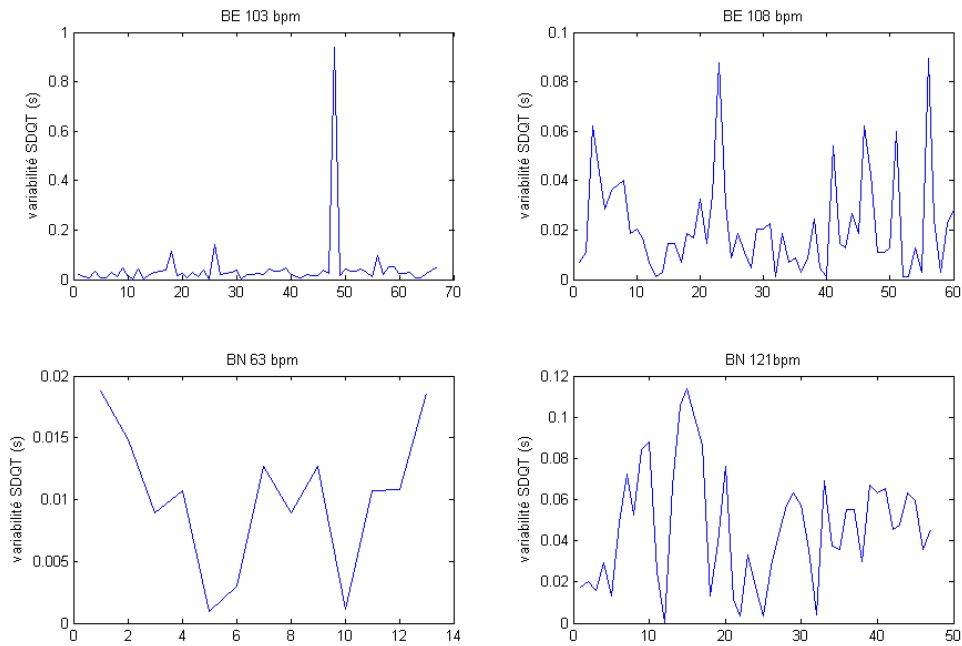 BE 103 bpm
variabilité SDQT (s)
1
0.8
0.6
0.4
0.2
0
0 10 20 30 40 50 60 70
BE 108 bpm
variabilité SDQT (s)
0.1
0.08
0.06
0.04
0.02
0
0 10 20 30 40 50 60
BN 63 bpm
variabilité SDQT (s)
0.02
0.015
0.01
0.005
0
0 2 4 6 8 10 12 14
BN 121bpm
variabilité SDQT (s)
0.12
0.1
0.08
0.06
0.04
0.02
0
0 10 20 30 40 50